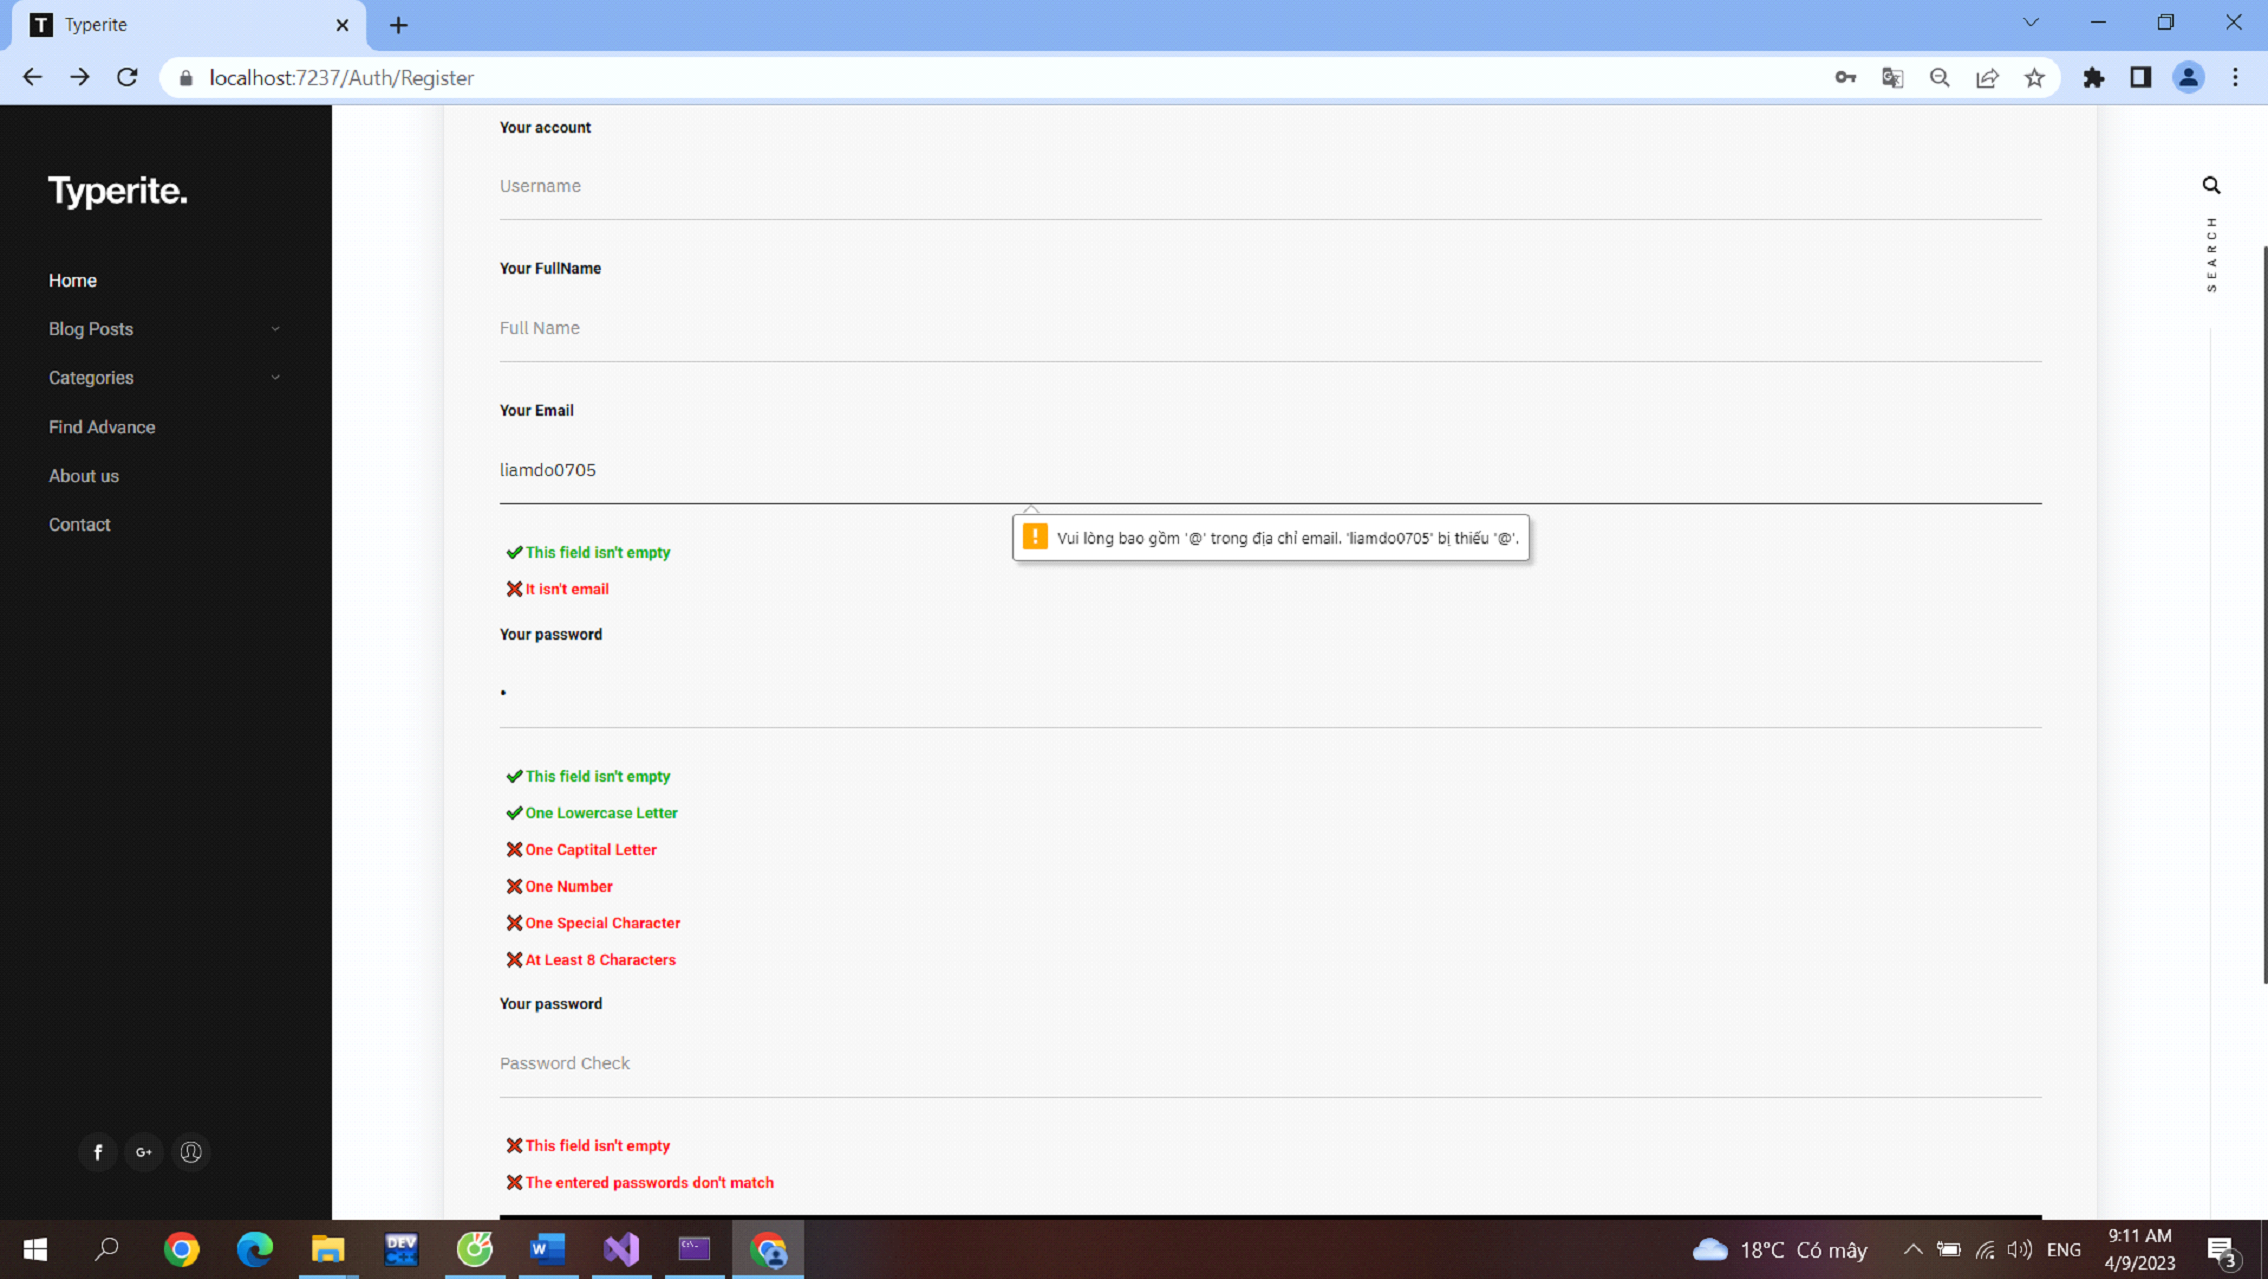 T Typerite
localhost:7237/Auth/Register
Typerite.
Home
Blog Posts
Categories
Find Advance
About us
Contact
f
G+
Your account
Username
Your FullName
Full Name
Your Email
liamdo0705
Vui lòng bao gồm '@' trong địa chỉ email. 'liamdo0705' bị thiếu '@'.
This field isn't empty
It isn't email
Your password
This field isn't empty
One Lowercase Letter
One Captital Letter
One Number
One Special Character
At Least 8 Characters
Your password
Password Check
This field isn't empty
The entered passwords don't match
SEARCH
DEV
C++
W
C:\.
18°C Có mây
ENG
9:11 AM
4/9/2023
3